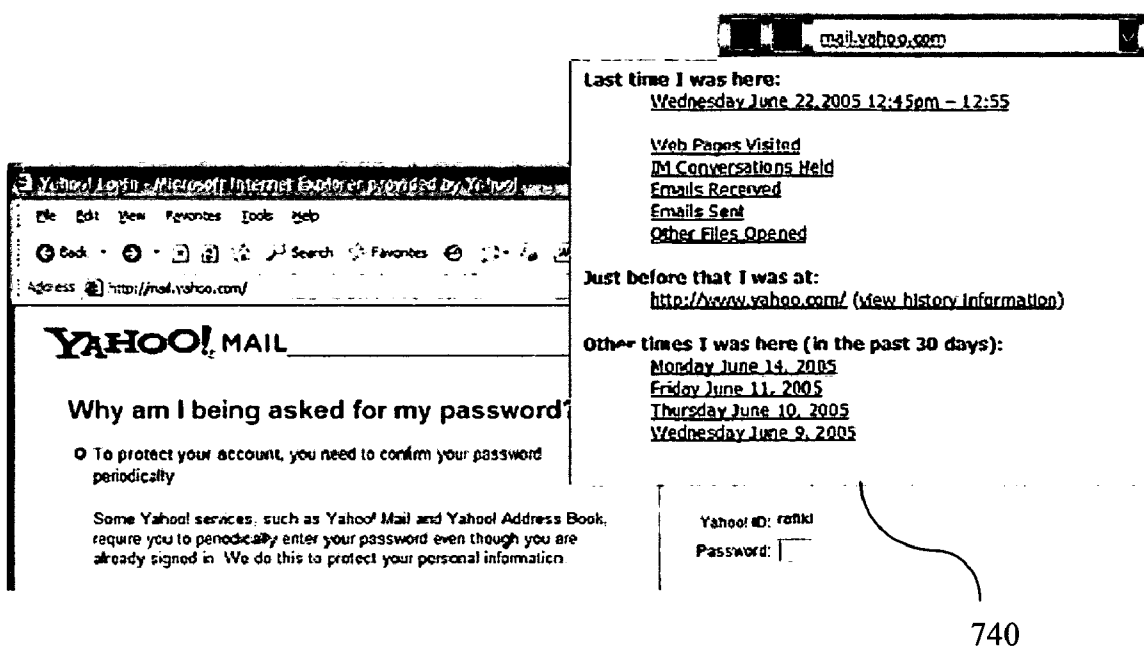 mail.yahoo.com
Last time I was here:
Wednesday June 22, 2005 12:45pm – 12:55
Web Pages Visited
IM Conversations Held
Emails Received
Emails Sent
Other Files Opened
Just before that I was at:
http://www.yahoo.com/ (view history information)
Other times I was here (in the past 30 days):
Monday June 14, 2005
Friday June 11, 2005
Thursday June 10, 2005
Wednesday June 9, 2005
Yahoo! Login - Microsoft Internet Explorer provided by Yahoo!
File Edit View Favorites Tools Help
Back Search Favorites
Address http://mail.yahoo.com/
YAHOO! MAIL
Why am I being asked for my password?
To protect your account, you need to confirm your password
periodically
Some Yahoo! services, such as Yahoo! Mail and Yahoo! Address Book,
require you to periodically enter your password even though you are
already signed in. We do this to protect your personal information.
Yahoo! ID: rafiki
Password:
740